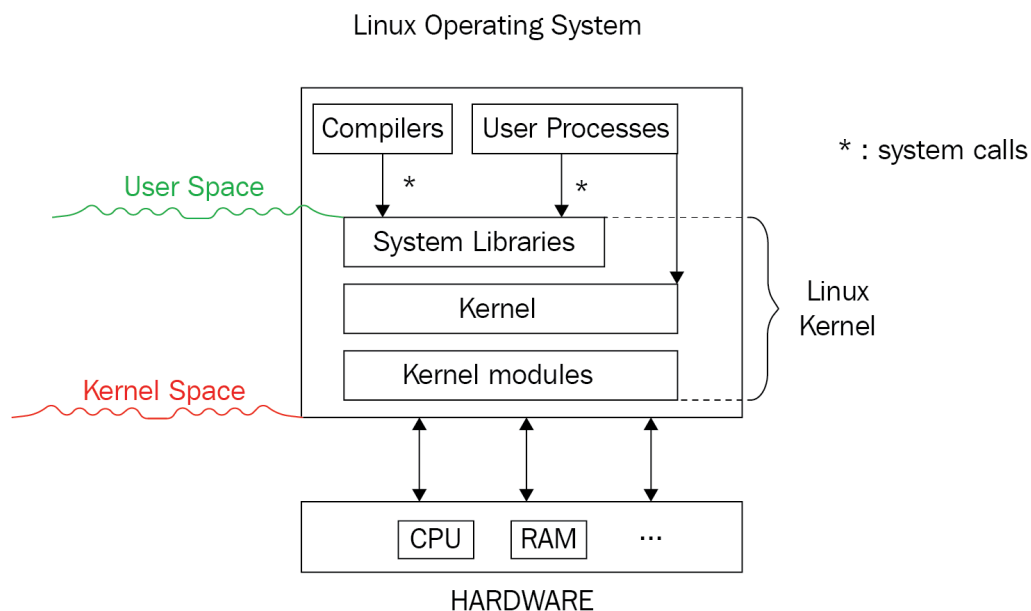 Linux Operating System
Compilers
User Processes
* : system calls
*
*
User Space
System Libraries
Kernel
Linux
Kernel
Kernel modules
Kernel Space
CPU
RAM
...
HARDWARE